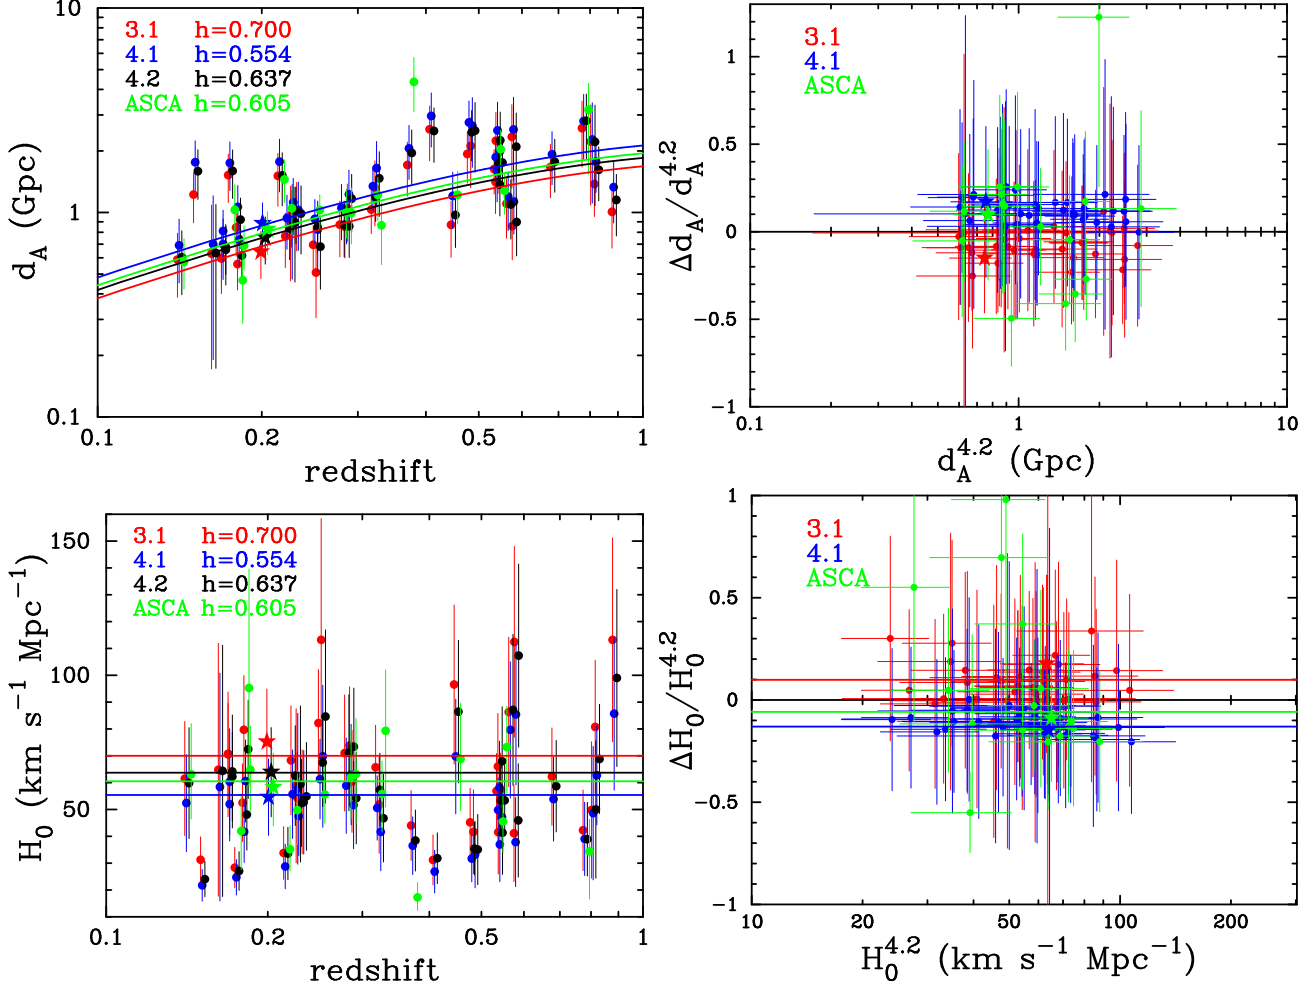 10
1
0.1
d_A (Gpc)
3.1 h=0.700
4.1 h=0.554
4.2 h=0.637
ASCA h=0.605
0.1 0.2 0.5 1
redshift
1
0.5
0
−0.5
−1
Δd_A/d_A^4.2
3.1
4.1
ASCA
0.1 1 10
d_A^4.2 (Gpc)
150
100
50
H_0 (km s^−1 Mpc^−1)
3.1 h=0.700
4.1 h=0.554
4.2 h=0.637
ASCA h=0.605
0.1 0.2 0.5 1
redshift
1
0.5
0
−0.5
−1
ΔH_0/H_0^4.2
3.1
4.1
ASCA
10 20 50 100 200
H_0^4.2 (km s^−1 Mpc^−1)